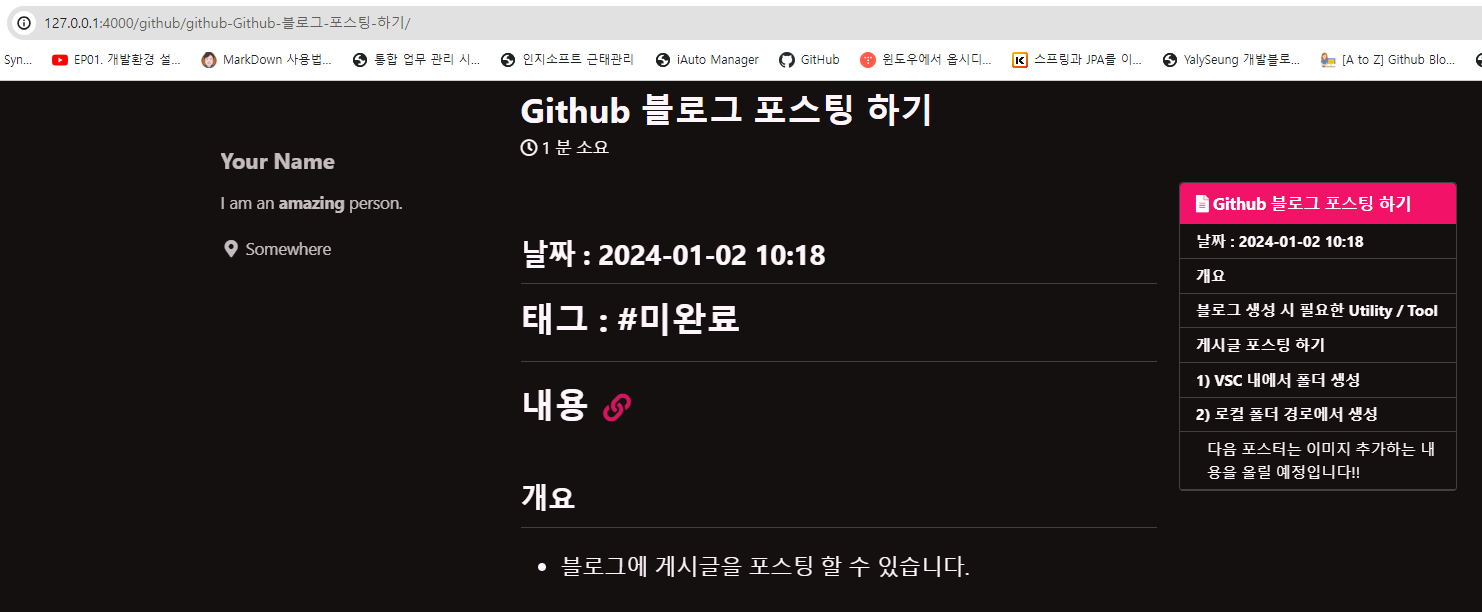 127.0.0.1:4000/github/github-Github-블로그-포스팅-하기/
Syn... EP01. 개발환경 설... MarkDown 사용법... 통합 업무 관리 시... 인지소프트 근태관리 iAuto Manager GitHub 윈도우에서 옵시디... 스프링과 JPA를 이... YalySeung 개발블로... [A to Z] Github Blo...
Github 블로그 포스팅 하기
1 분 소요
Your Name
I am an amazing person.
Somewhere
날짜 : 2024-01-02 10:18
태그 : #미완료
내용
개요
• 블로그에 게시글을 포스팅 할 수 있습니다.
Github 블로그 포스팅 하기
날짜 : 2024-01-02 10:18
개요
블로그 생성 시 필요한 Utility / Tool
게시글 포스팅 하기
1) VSC 내에서 폴더 생성
2) 로컬 폴더 경로에서 생성
다음 포스터는 이미지 추가하는 내
용을 올릴 예정입니다!!